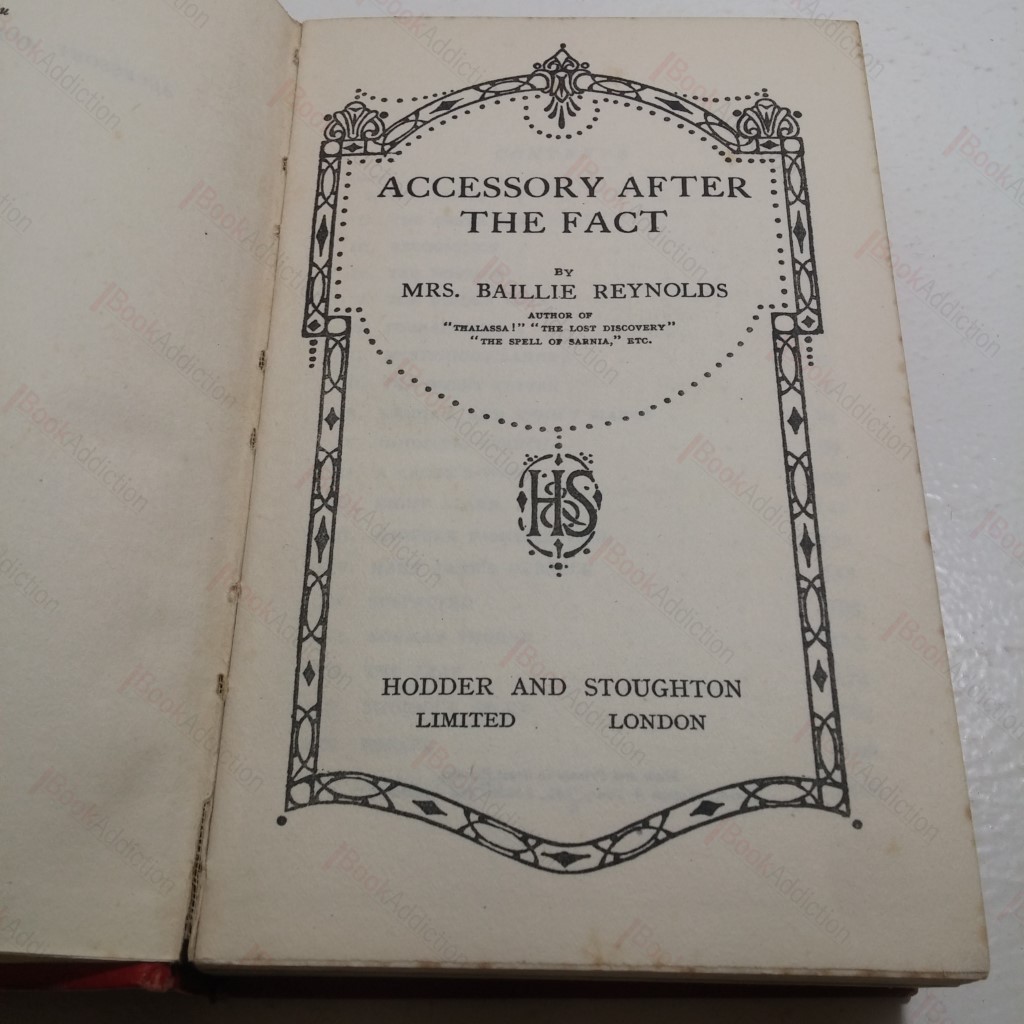 ACCESSORY AFTER
THE FACT
BY
MRS. BAILLIE REYNOLDS
AUTHOR OF
"THALASSA!" "THE LOST DISCOVERY"
"THE SPELL OF SARNIA," ETC.
HS
HODDER AND STOUGHTON
LIMITED LONDON
BookAddiction